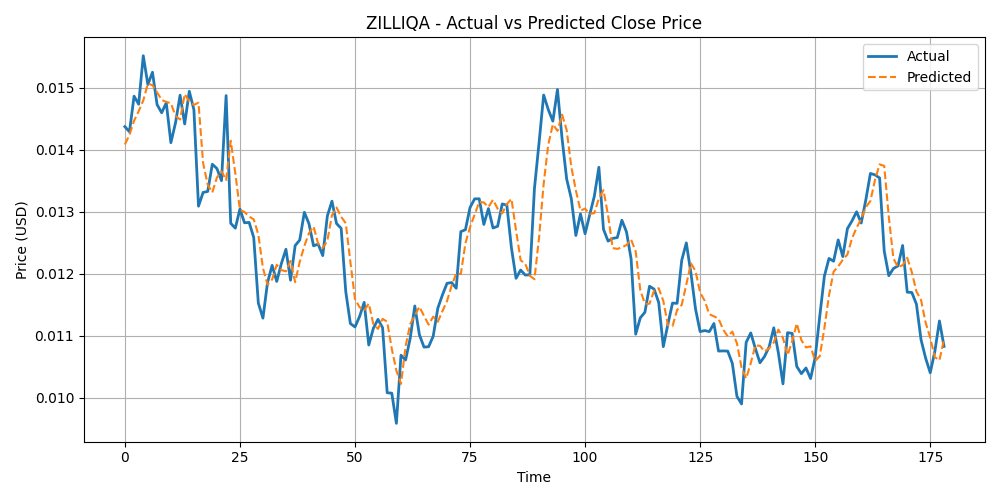 ZILLIQA - Actual vs Predicted Close Price
Actual
Predicted
Price (USD)
0.015
0.014
0.013
0.012
0.011
0.010
0 25 50 75 100 125 150 175
Time